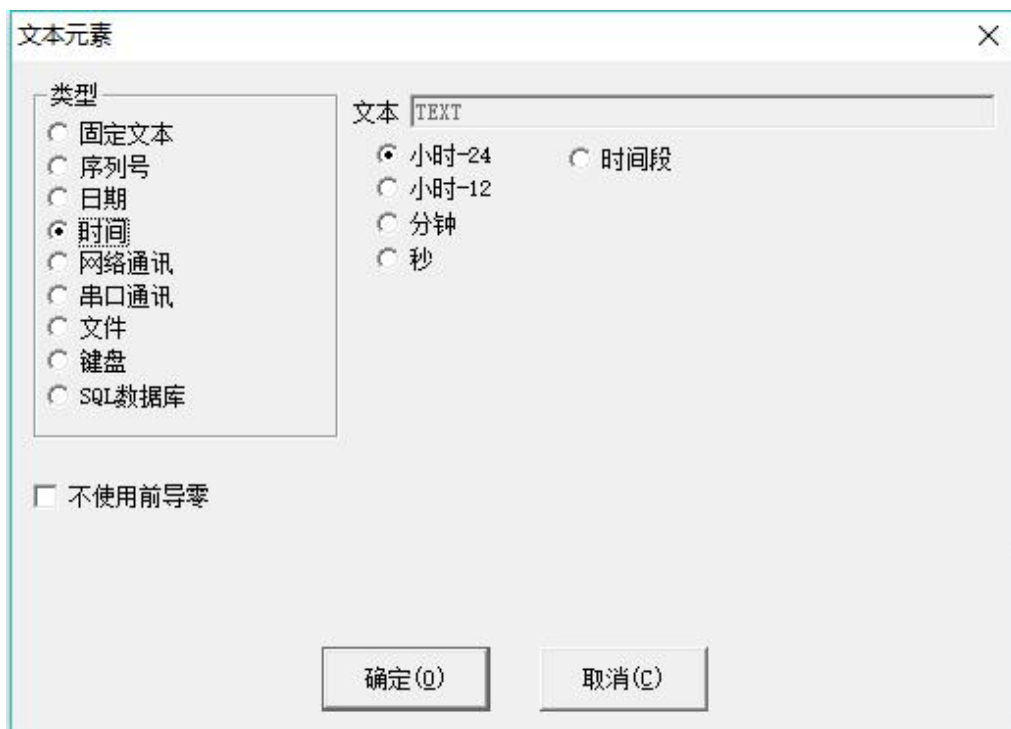 文本元素
类型
固定文本
序列号
日期
时间
网络通讯
串口通讯
文件
键盘
SQL数据库
文本 TEXT
小时-24 时间段
小时-12
分钟
秒
不使用前导零
确定(O) 取消(C)